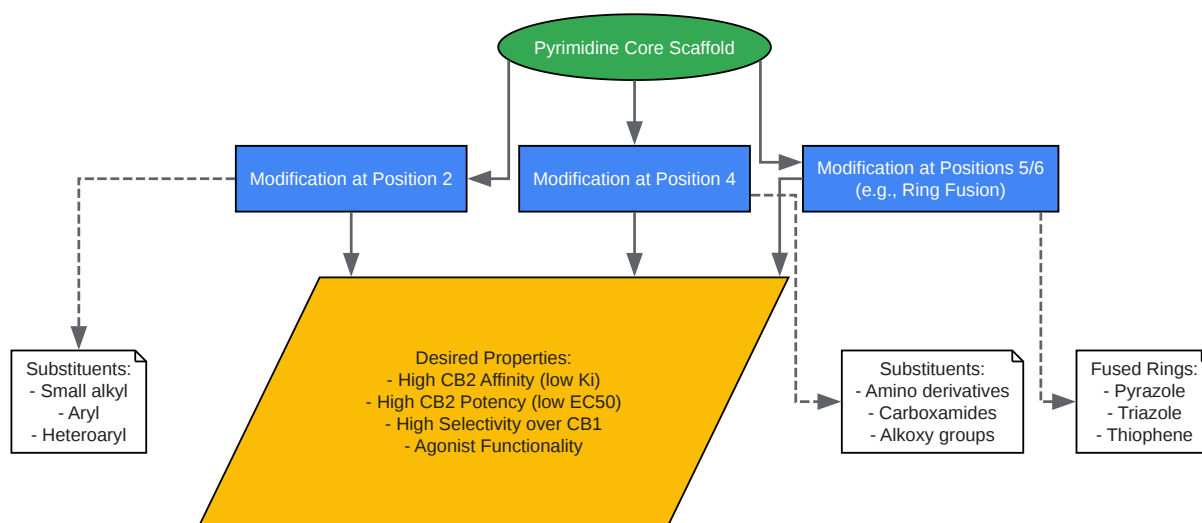 Pyrimidine Core Scaffold
Modification at Position 2
Modification at Position 4
Modification at Positions 5/6
(e.g., Ring Fusion)
Substituents:
- Small alkyl
- Aryl
- Heteroaryl
Desired Properties:
- High CB2 Affinity (low Ki)
- High CB2 Potency (low EC50)
- High Selectivity over CB1
- Agonist Functionality
Substituents:
- Amino derivatives
- Carboxamides
- Alkoxy groups
Fused Rings:
- Pyrazole
- Triazole
- Thiophene